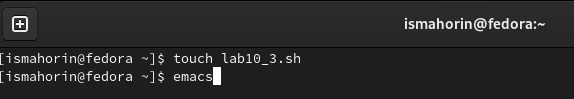 ismahorin@fedora:~
[ismahorin@fedora ~]$ touch lab10_3.sh
[ismahorin@fedora ~]$ emacs